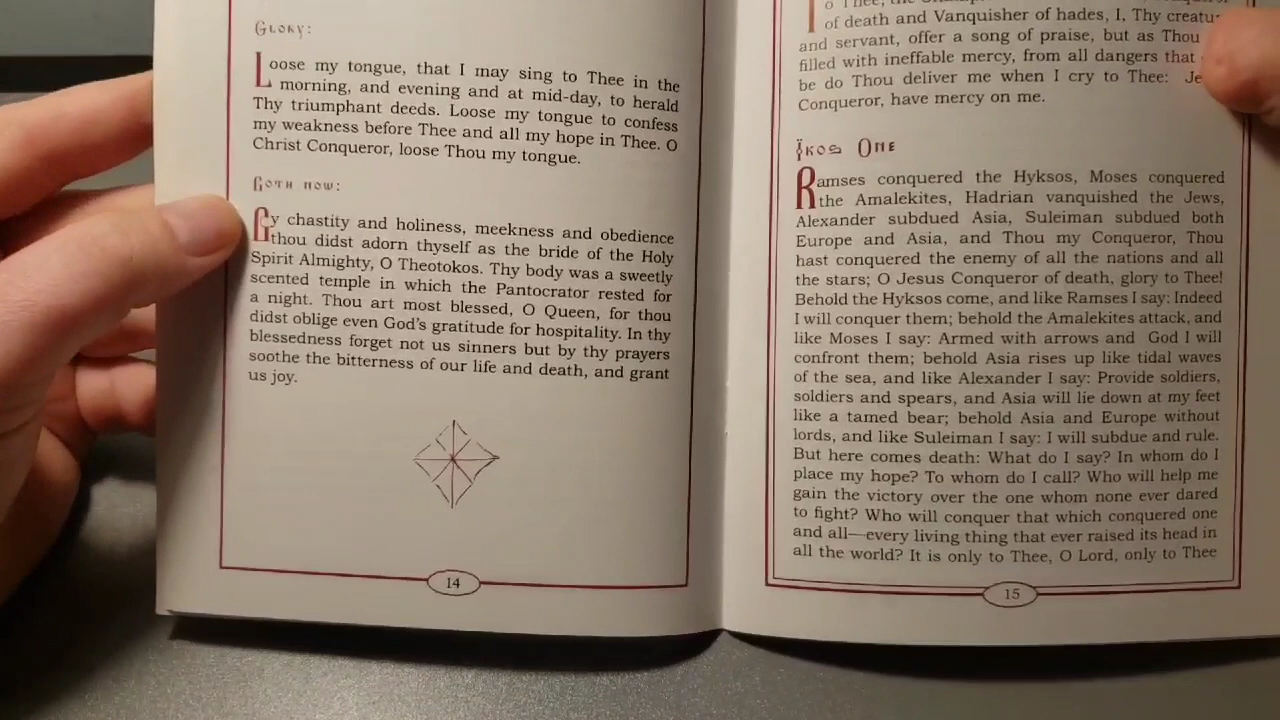 Glory:
Loose my tongue, that I may sing to Thee in the
morning, and evening and at mid-day, to herald
Thy triumphant deeds. Loose my tongue to confess
my weakness before Thee and all my hope in Thee. O
Christ Conqueror, loose Thou my tongue.
Both now:
By chastity and holiness, meekness and obedience
thou didst adorn thyself as the bride of the Holy
Spirit Almighty, O Theotokos. Thy body was a sweetly
scented temple in which the Pantocrator rested for
a night. Thou art most blessed, O Queen, for thou
didst oblige even God's gratitude for hospitality. In thy
blessedness forget not us sinners but by thy prayers
soothe the bitterness of our life and death, and grant
us joy.
14
of death and Vanquisher of hades, I, Thy
and servant, offer a song of praise, but as Thou
filled with ineffable mercy, from all dangers that
be do Thou deliver me when I cry to Thee:
Conqueror, have mercy on me.
Ikos One
Ramses conquered the Hyksos, Moses conquered
the Amalekites, Hadrian vanquished the Jews,
Alexander subdued Asia, Suleiman subdued both
Europe and Asia, and Thou my Conqueror, Thou
hast conquered the enemy of all the nations and all
the stars; O Jesus Conqueror of death, glory to Thee!
Behold the Hyksos come, and like Ramses I say: Indeed
I will conquer them; behold the Amalekites attack, and
like Moses I say: Armed with arrows and God I will
confront them; behold Asia rises up like tidal waves
of the sea, and like Alexander I say: Provide soldiers,
soldiers and spears, and Asia will lie down at my feet
like a tamed bear; behold Asia and Europe without
lords, and like Suleiman I say: I will subdue and rule.
But here comes death: What do I say? In whom do I
place my hope? To whom do I call? Who will help me
gain the victory over the one whom none ever dared
to fight? Who will conquer that which conquered one
and all—every living thing that ever raised its head in
all the world? It is only to Thee, O Lord, only to Thee
15